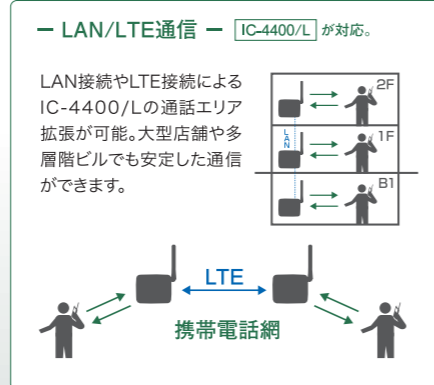 ー LAN/LTE通信 ー IC-4400/L が対応。
LAN接続やLTE接続による
IC-4400/Lの通話エリア
拡張が可能。大型店舗や多
層階ビルでも安定した通信
ができます。
2F
LAN
1F
B1
LTE
携帯電話網